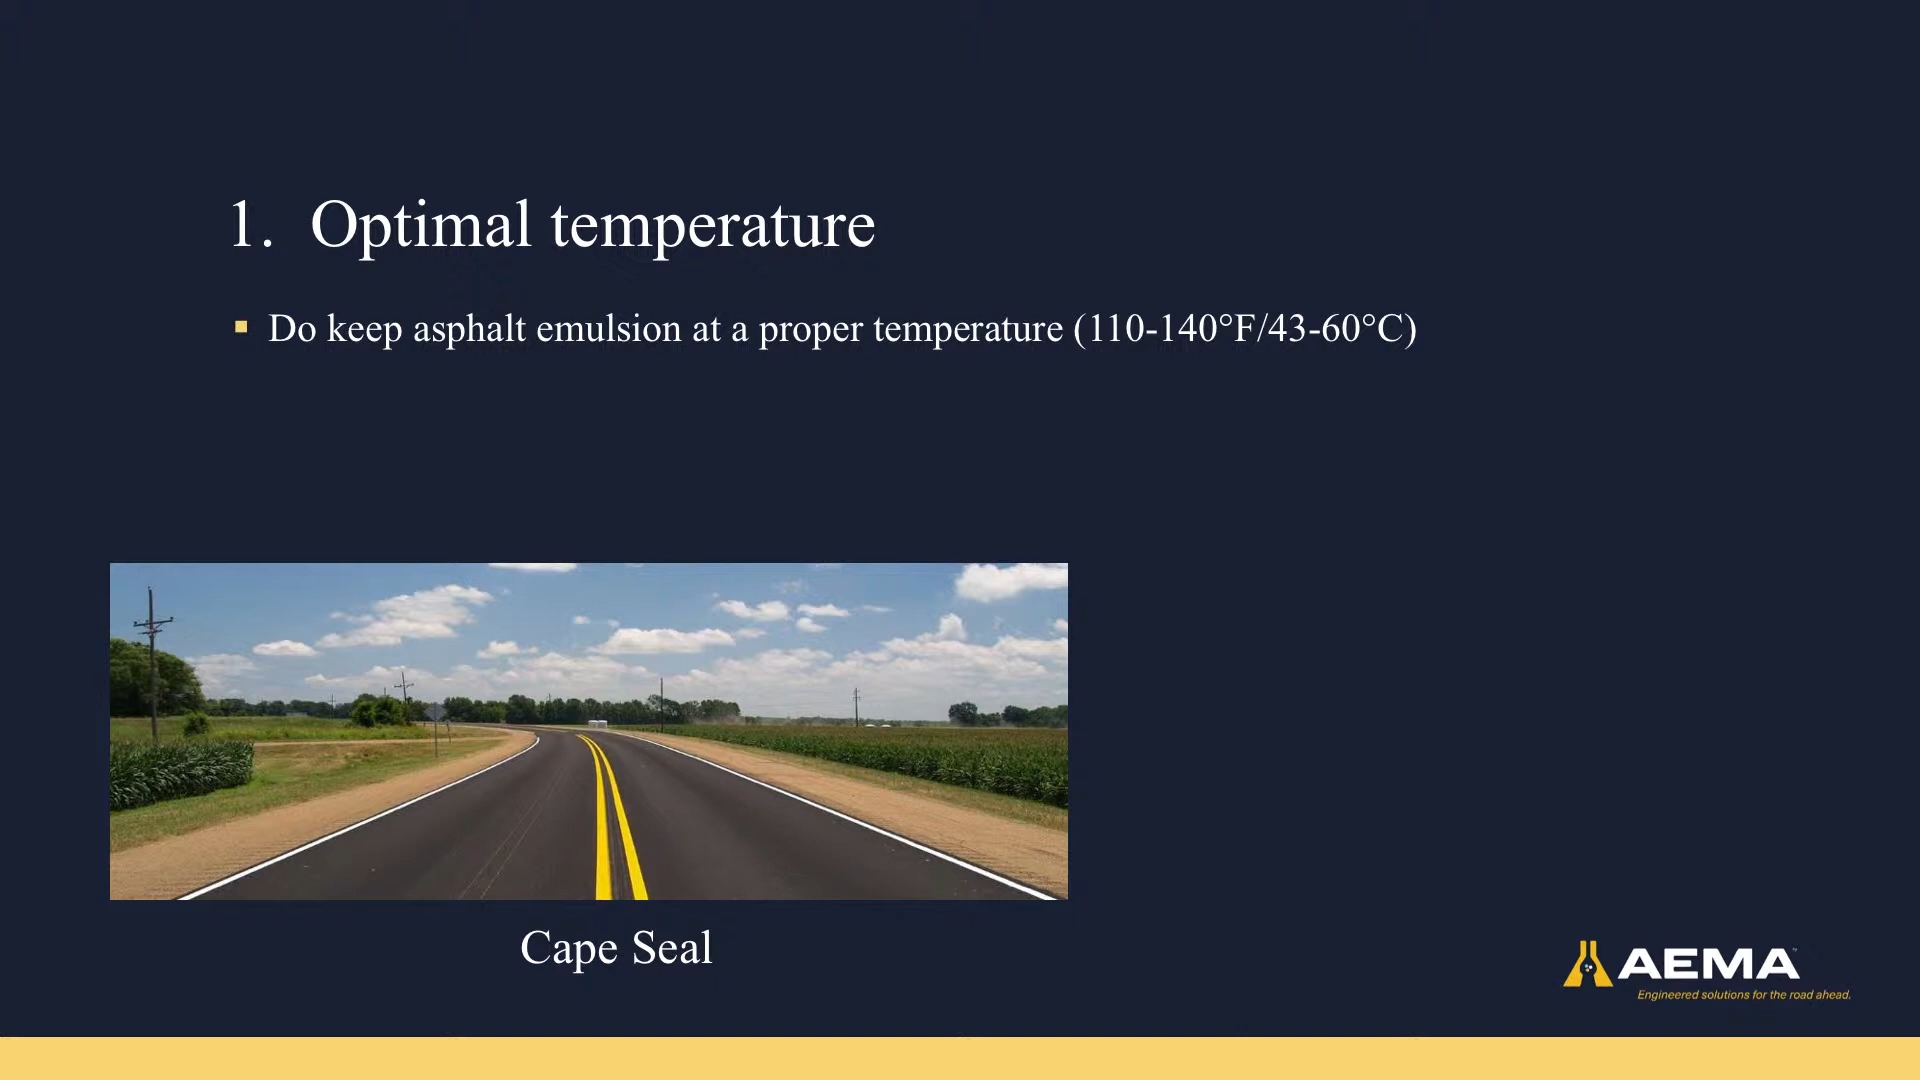 1. Optimal temperature
Do keep asphalt emulsion at a proper temperature (110-140°F/43-60°C)
Cape Seal
AEMA
Engineered solutions for the road ahead.